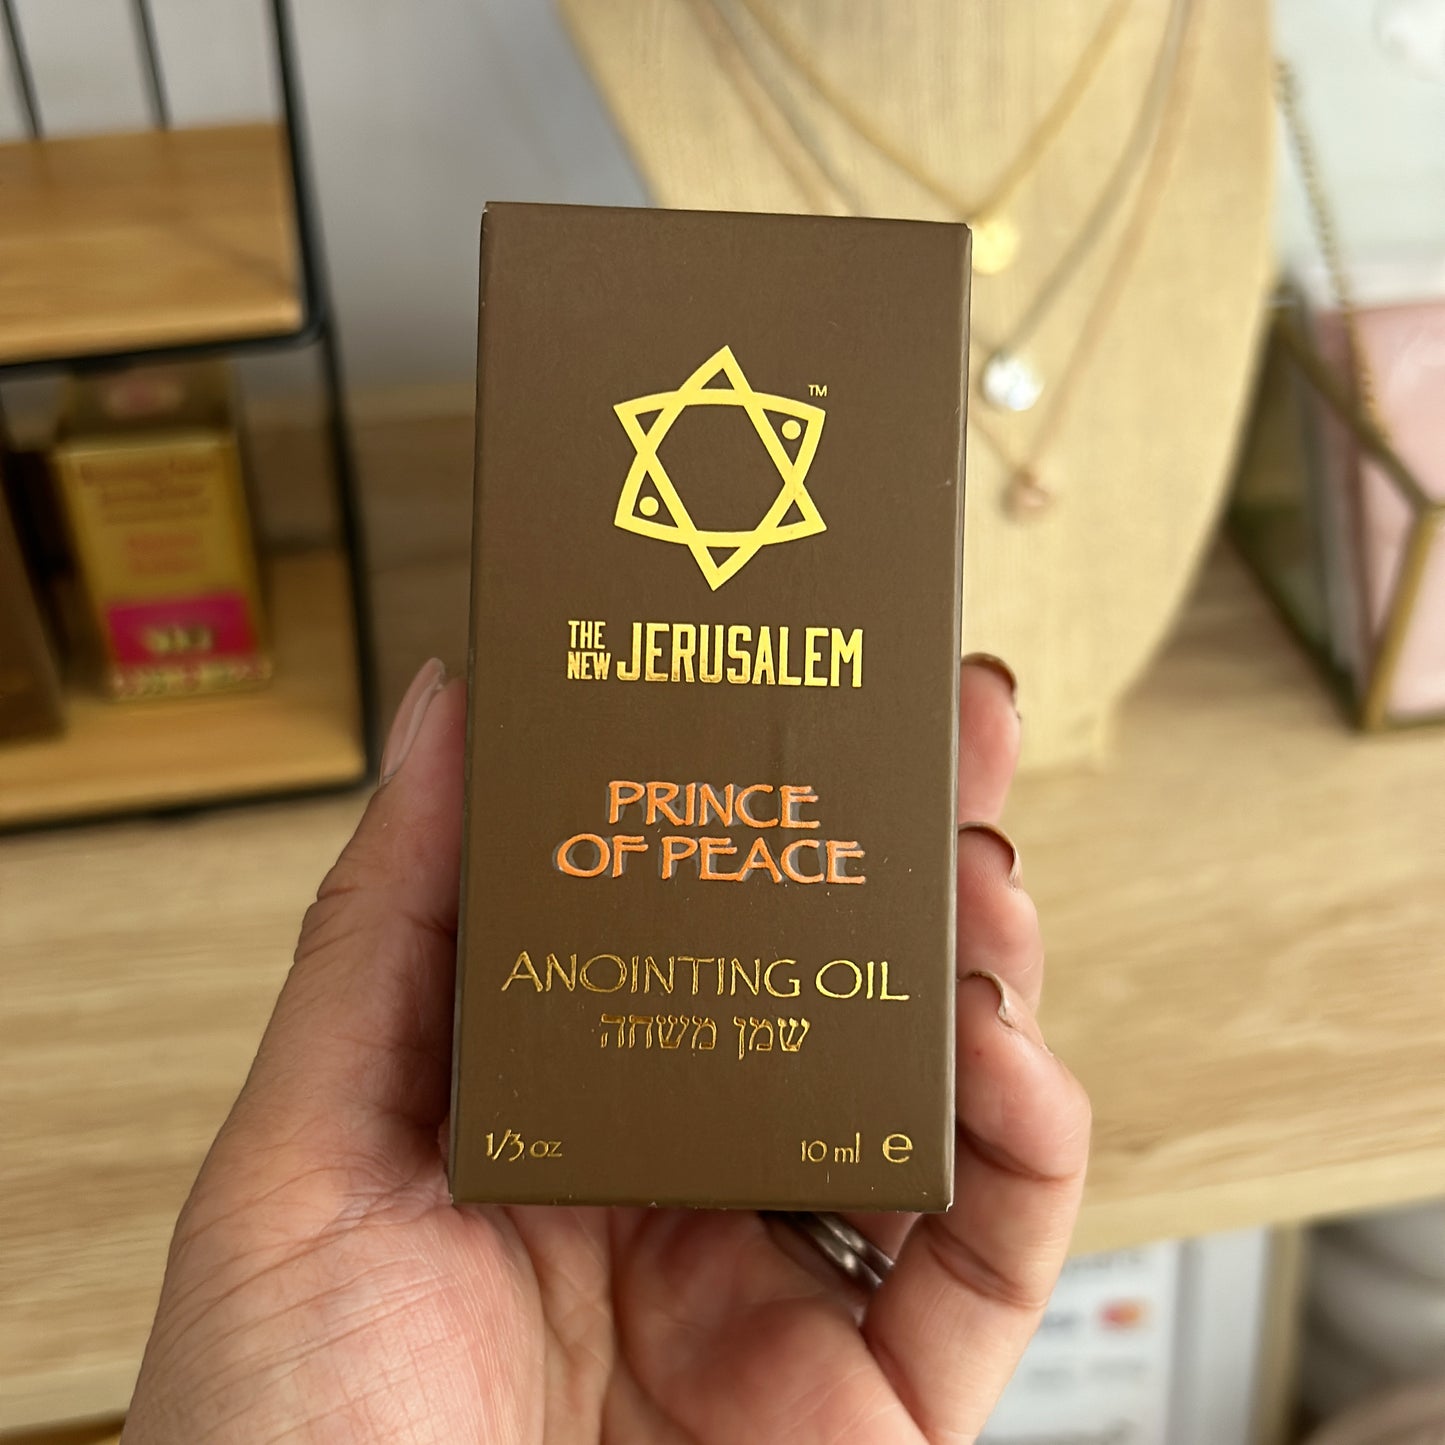 TM
THE
NEW JERUSALEM
PRINCE
OF PEACE
ANOINTING OIL
שמן משחה
1/3 oz
10 ml e